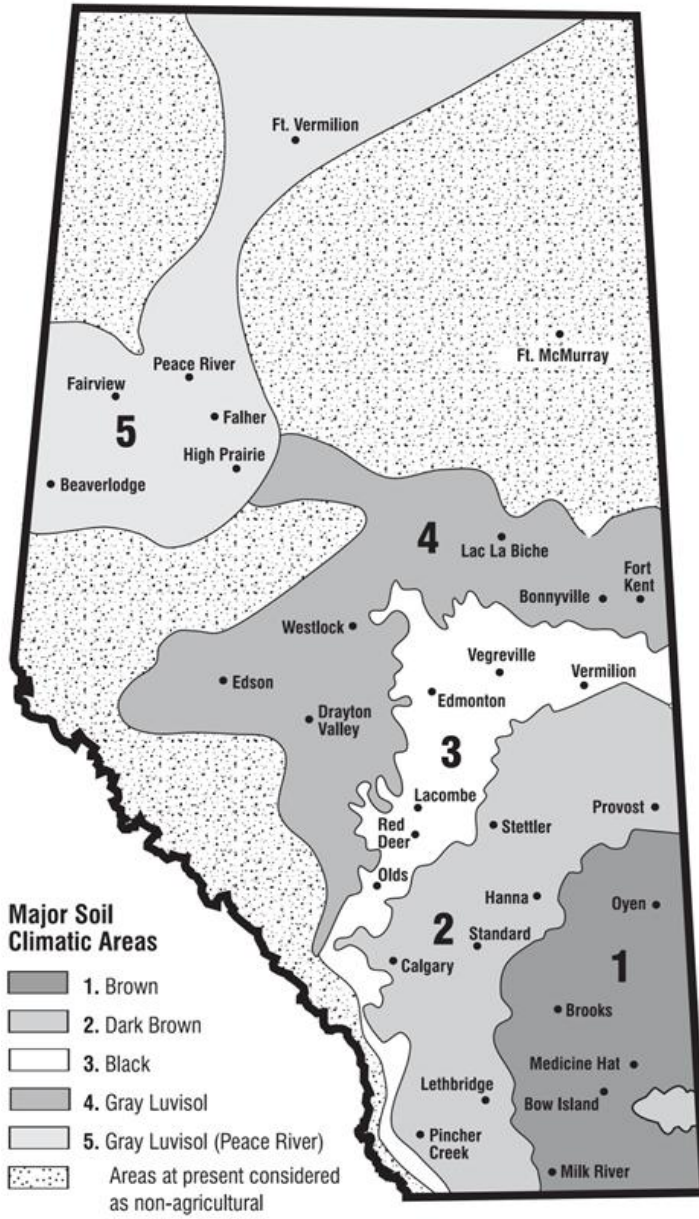 Ft. Vermilion
Ft. McMurray
Peace River
Fairview
Falher
5
High Prairie
Beaverlodge
4
Lac La Biche
Fort
Kent
Bonnyville
Westlock
Vegreville
Vermilion
Edson
Edmonton
Drayton
Valley
3
Lacombe
Provost
Red
Deer
Stettler
Olds
Hanna
Oyen
2
Standard
Calgary
1
Brooks
Medicine Hat
Lethbridge
Bow Island
Pincher
Creek
Milk River
Major Soil
Climatic Areas
1. Brown
2. Dark Brown
3. Black
4. Gray Luvisol
5. Gray Luvisol (Peace River)
Areas at present considered
as non-agricultural